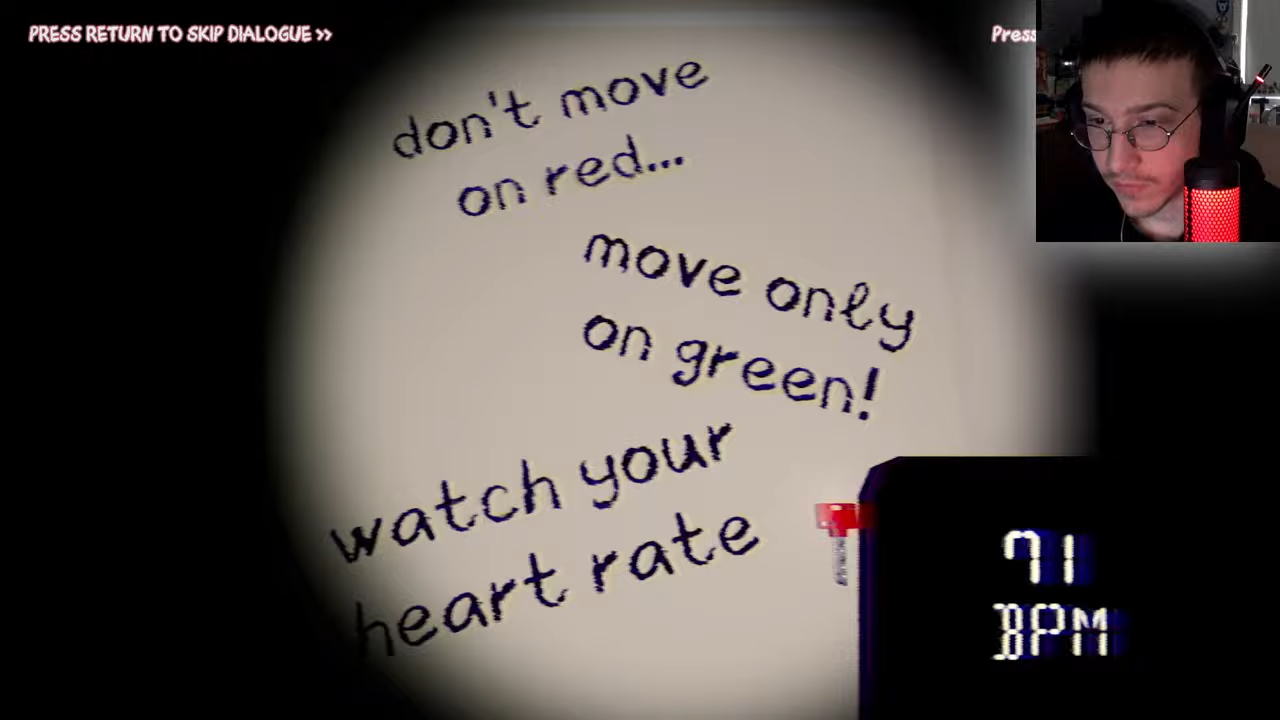 PRESS RETURN TO SKIP DIALOGUE >>
Press
don't move
on red...
move only
on green!
watch your
heart rate
71
BPM